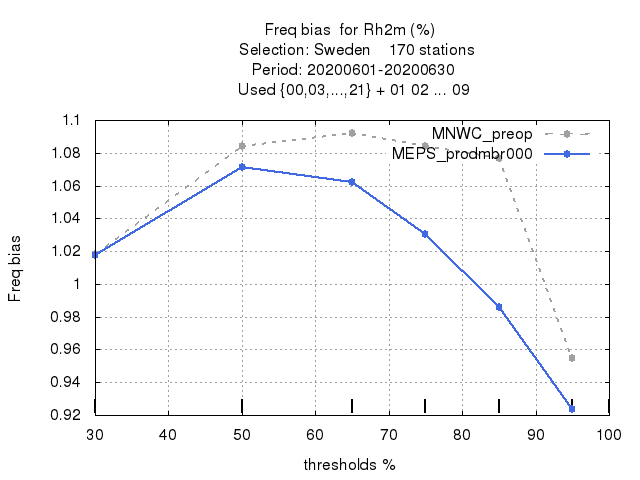 Freq bias  for Rh2m (%)
Selection: Sweden    170 stations
Period: 20200601-20200630
Used {00,03,...,21} + 01 02 ... 09
MNWC_preop
MEPS_prodmbr000
1.1
1.08
1.06
1.04
1.02
1
0.98
0.96
0.94
0.92
Freq bias
30 40 50 60 70 80 90 100
thresholds %